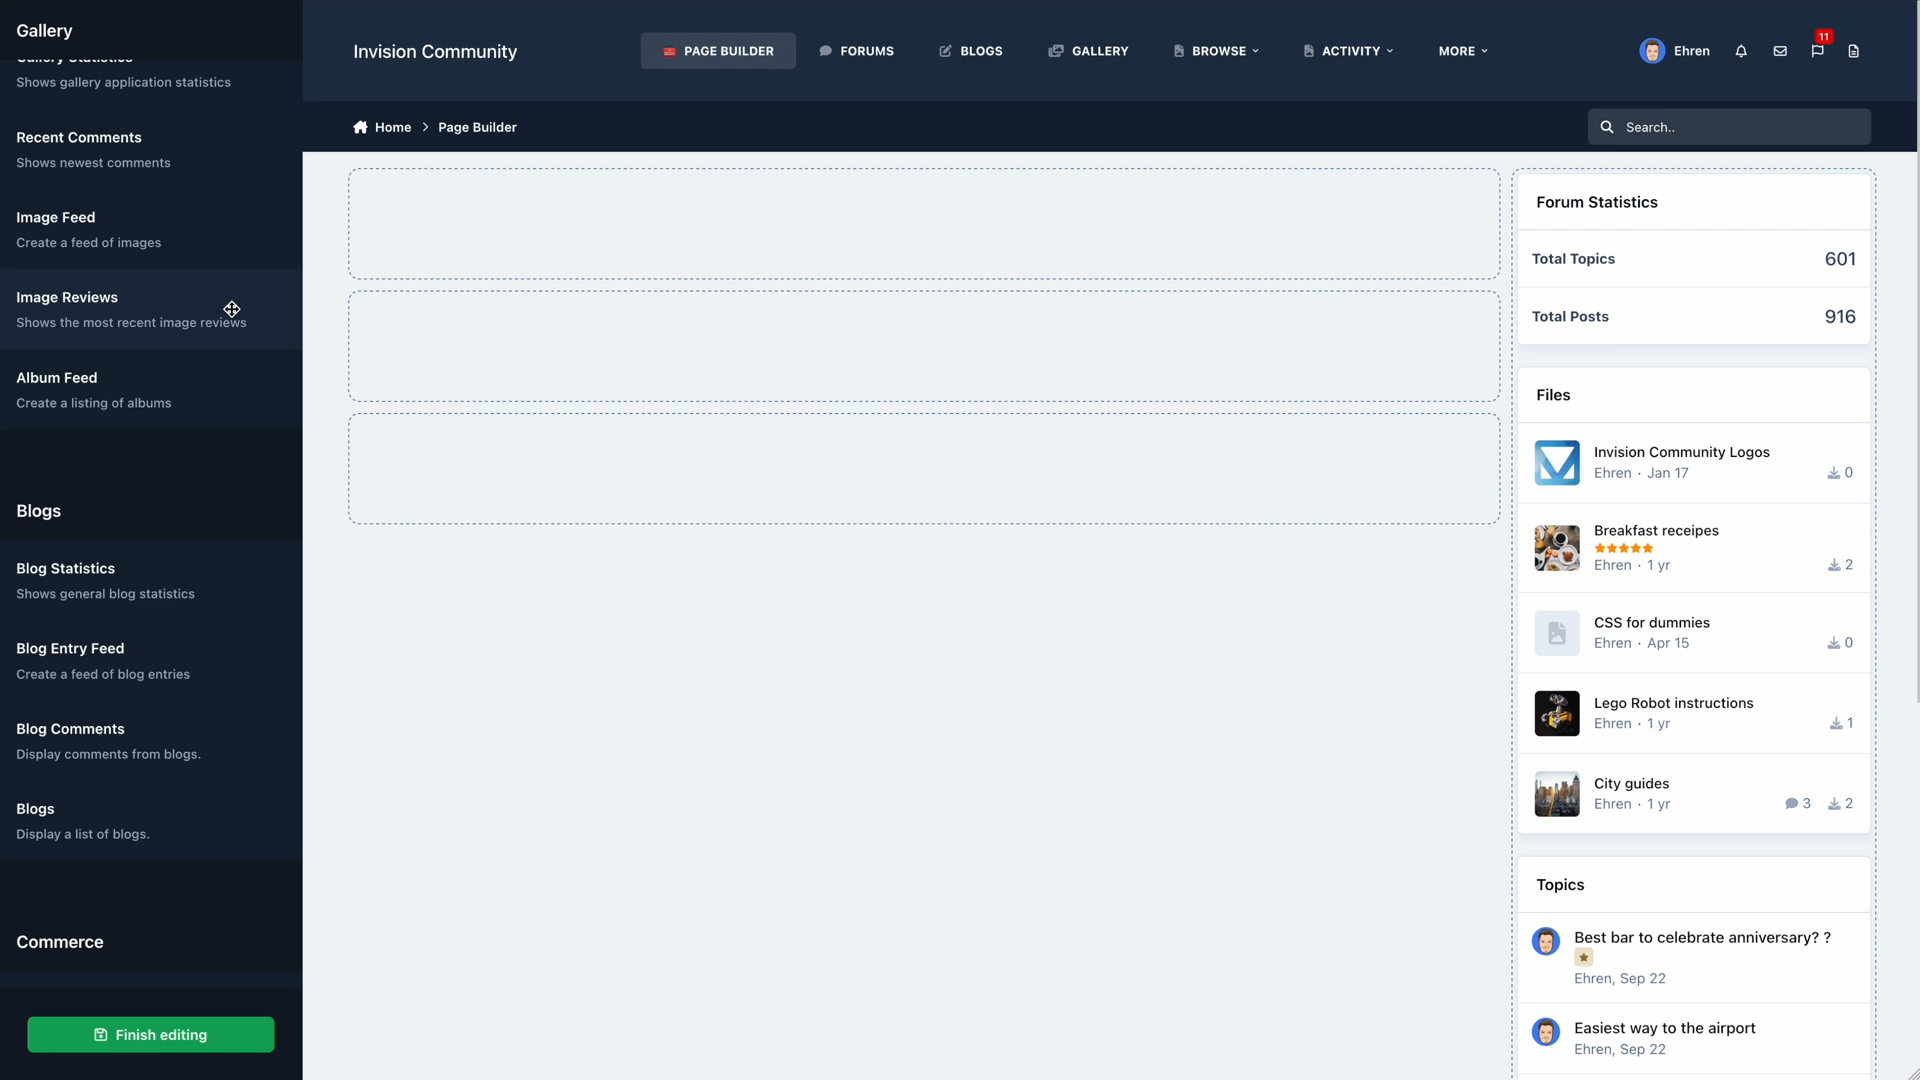 Gallery
Gallery Statistics
Shows gallery application statistics
Recent Comments
Shows newest comments
Image Feed
Create a feed of images
Image Reviews
Shows the most recent image reviews
Album Feed
Create a listing of albums
Blogs
Blog Statistics
Shows general blog statistics
Blog Entry Feed
Create a feed of blog entries
Blog Comments
Display comments from blogs.
Blogs
Display a list of blogs.
Commerce
Finish editing
Invision Community
PAGE BUILDER
FORUMS
BLOGS
GALLERY
BROWSE
ACTIVITY
MORE
Ehren
11
Home
Page Builder
Search..
Forum Statistics
Total Topics 601
Total Posts 916
Files
Invision Community Logos
Ehren · Jan 17 0
Breakfast receipes
Ehren · 1 yr 2
CSS for dummies
Ehren · Apr 15 0
Lego Robot instructions
Ehren · 1 yr 1
City guides
Ehren · 1 yr 3 2
Topics
Best bar to celebrate anniversary? ?
Ehren, Sep 22
Easiest way to the airport
Ehren, Sep 22